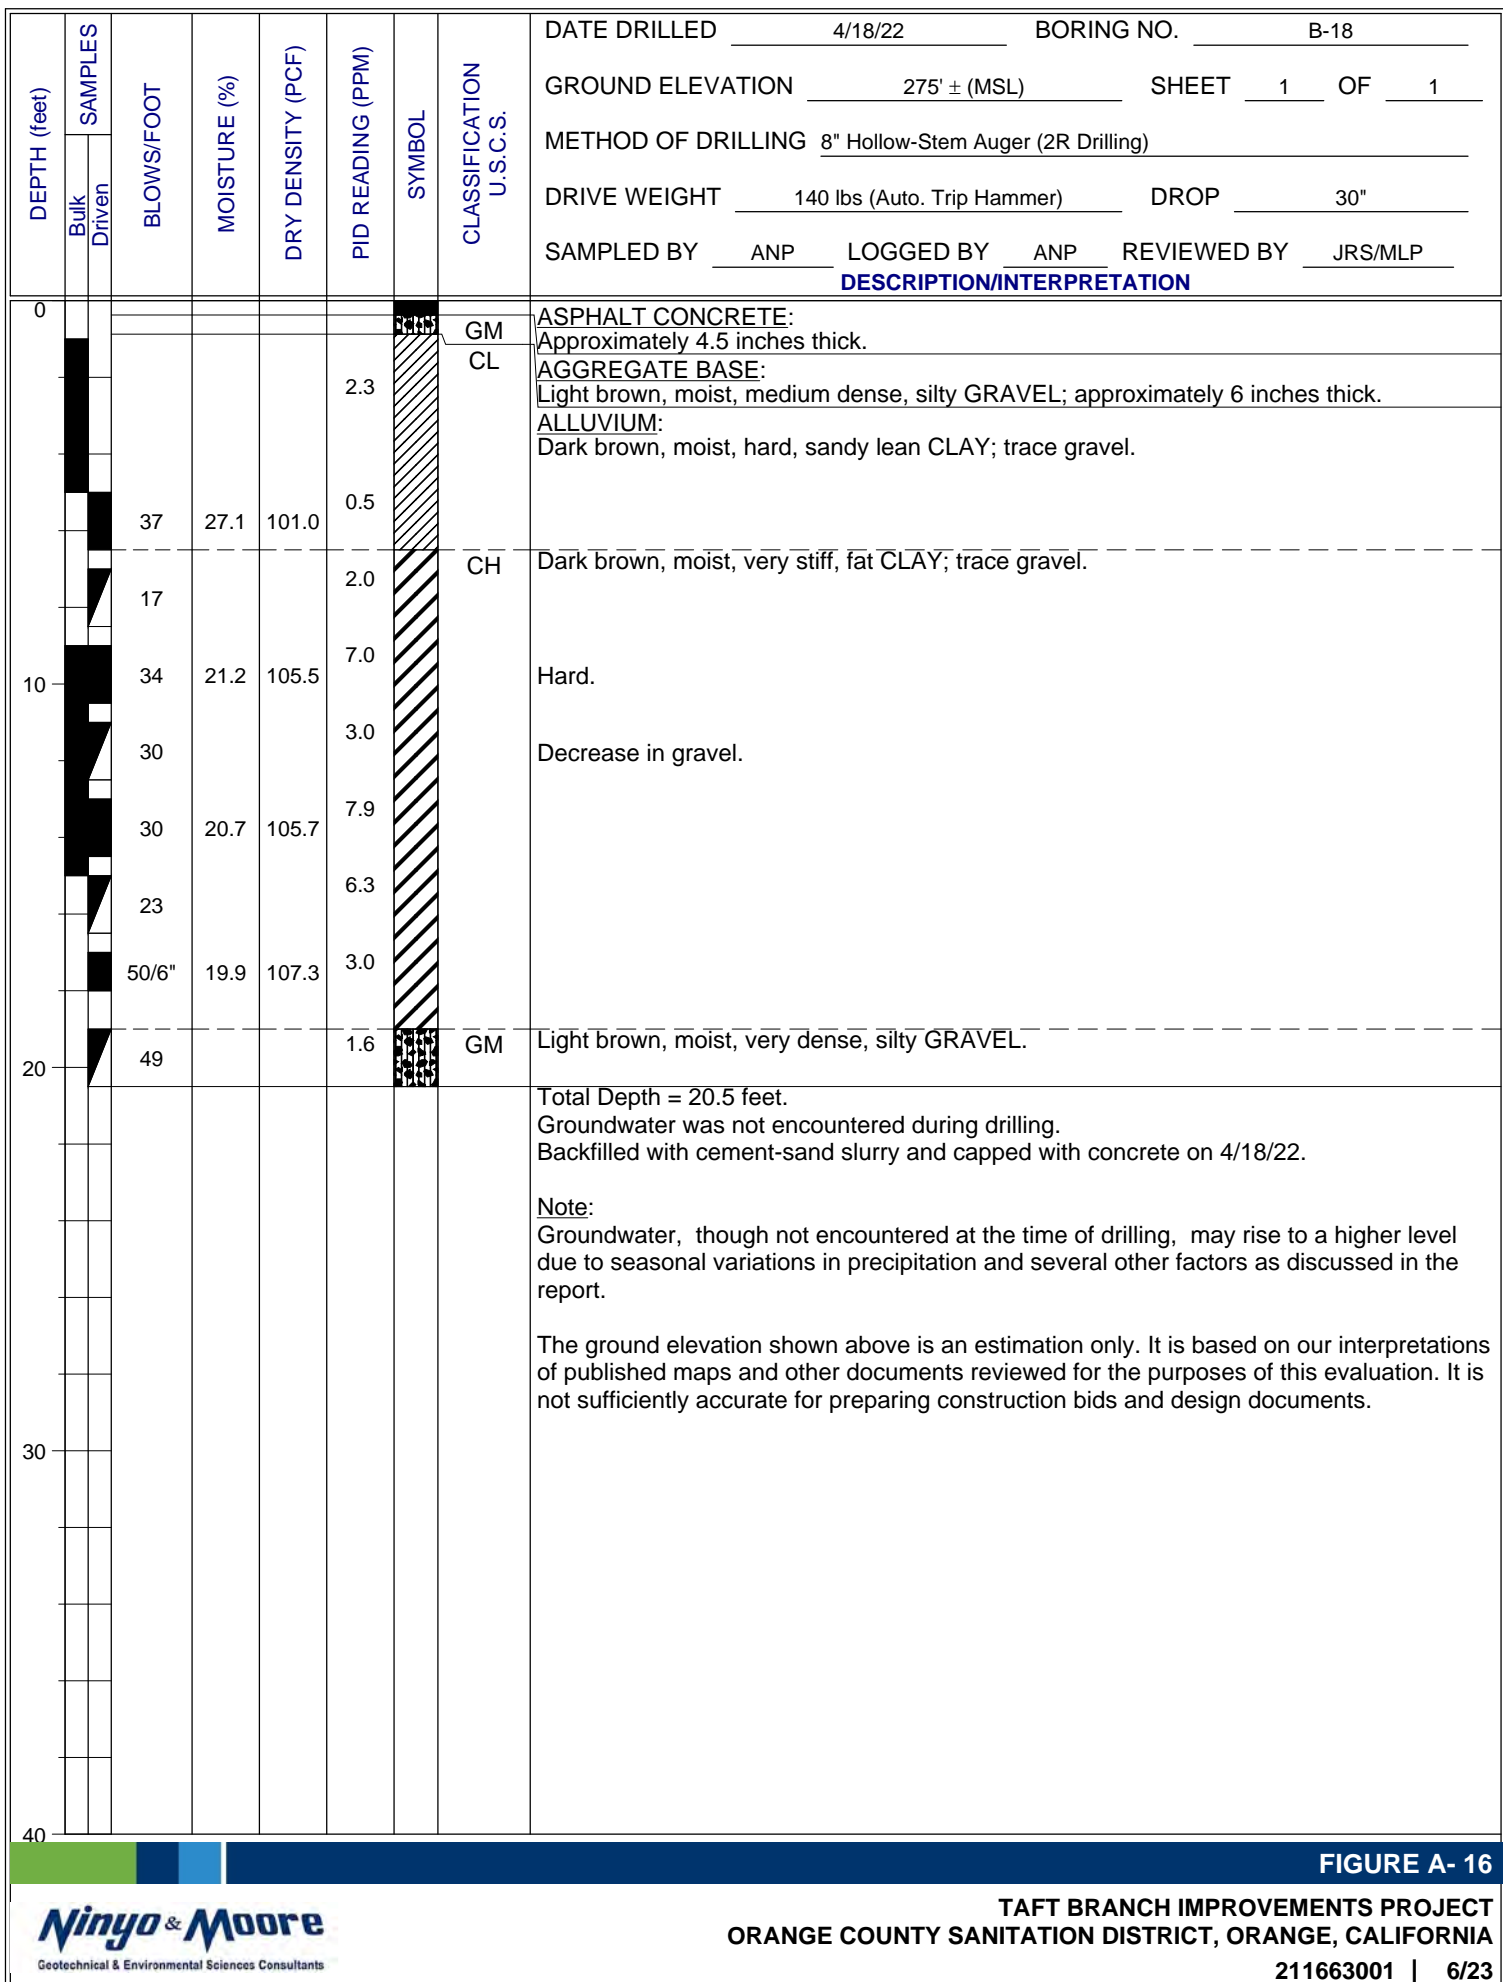 DEPTH (feet)
SAMPLES
Bulk
Driven
BLOWS/FOOT
MOISTURE (%)
DRY DENSITY (PCF)
PID READING (PPM)
SYMBOL
CLASSIFICATION
U.S.C.S.
DATE DRILLED 4/18/22 BORING NO. B-18
GROUND ELEVATION 275' ± (MSL) SHEET 1 OF 1
METHOD OF DRILLING 8" Hollow-Stem Auger (2R Drilling)
DRIVE WEIGHT 140 lbs (Auto. Trip Hammer) DROP 30"
SAMPLED BY ANP LOGGED BY ANP REVIEWED BY JRS/MLP
DESCRIPTION/INTERPRETATION
0 ASPHALT CONCRETE:
GM Approximately 4.5 inches thick.
CL AGGREGATE BASE:
2.3 Light brown, moist, medium dense, silty GRAVEL; approximately 6 inches thick.
ALLUVIUM:
Dark brown, moist, hard, sandy lean CLAY; trace gravel.
0.5
37 27.1 101.0
CH Dark brown, moist, very stiff, fat CLAY; trace gravel.
2.0
17
7.0
10 34 21.2 105.5 Hard.
3.0
30 Decrease in gravel.
7.9
30 20.7 105.7
6.3
23
3.0
50/6" 19.9 107.3
1.6 GM Light brown, moist, very dense, silty GRAVEL.
49
20
Total Depth = 20.5 feet.
Groundwater was not encountered during drilling.
Backfilled with cement-sand slurry and capped with concrete on 4/18/22.
Note:
Groundwater, though not encountered at the time of drilling, may rise to a higher level
due to seasonal variations in precipitation and several other factors as discussed in the
report.
The ground elevation shown above is an estimation only. It is based on our interpretations
of published maps and other documents reviewed for the purposes of this evaluation. It is
not sufficiently accurate for preparing construction bids and design documents.
30
40
FIGURE A- 16
Ninyo & Moore
Geotechnical & Environmental Sciences Consultants
TAFT BRANCH IMPROVEMENTS PROJECT
ORANGE COUNTY SANITATION DISTRICT, ORANGE, CALIFORNIA
211663001 | 6/23